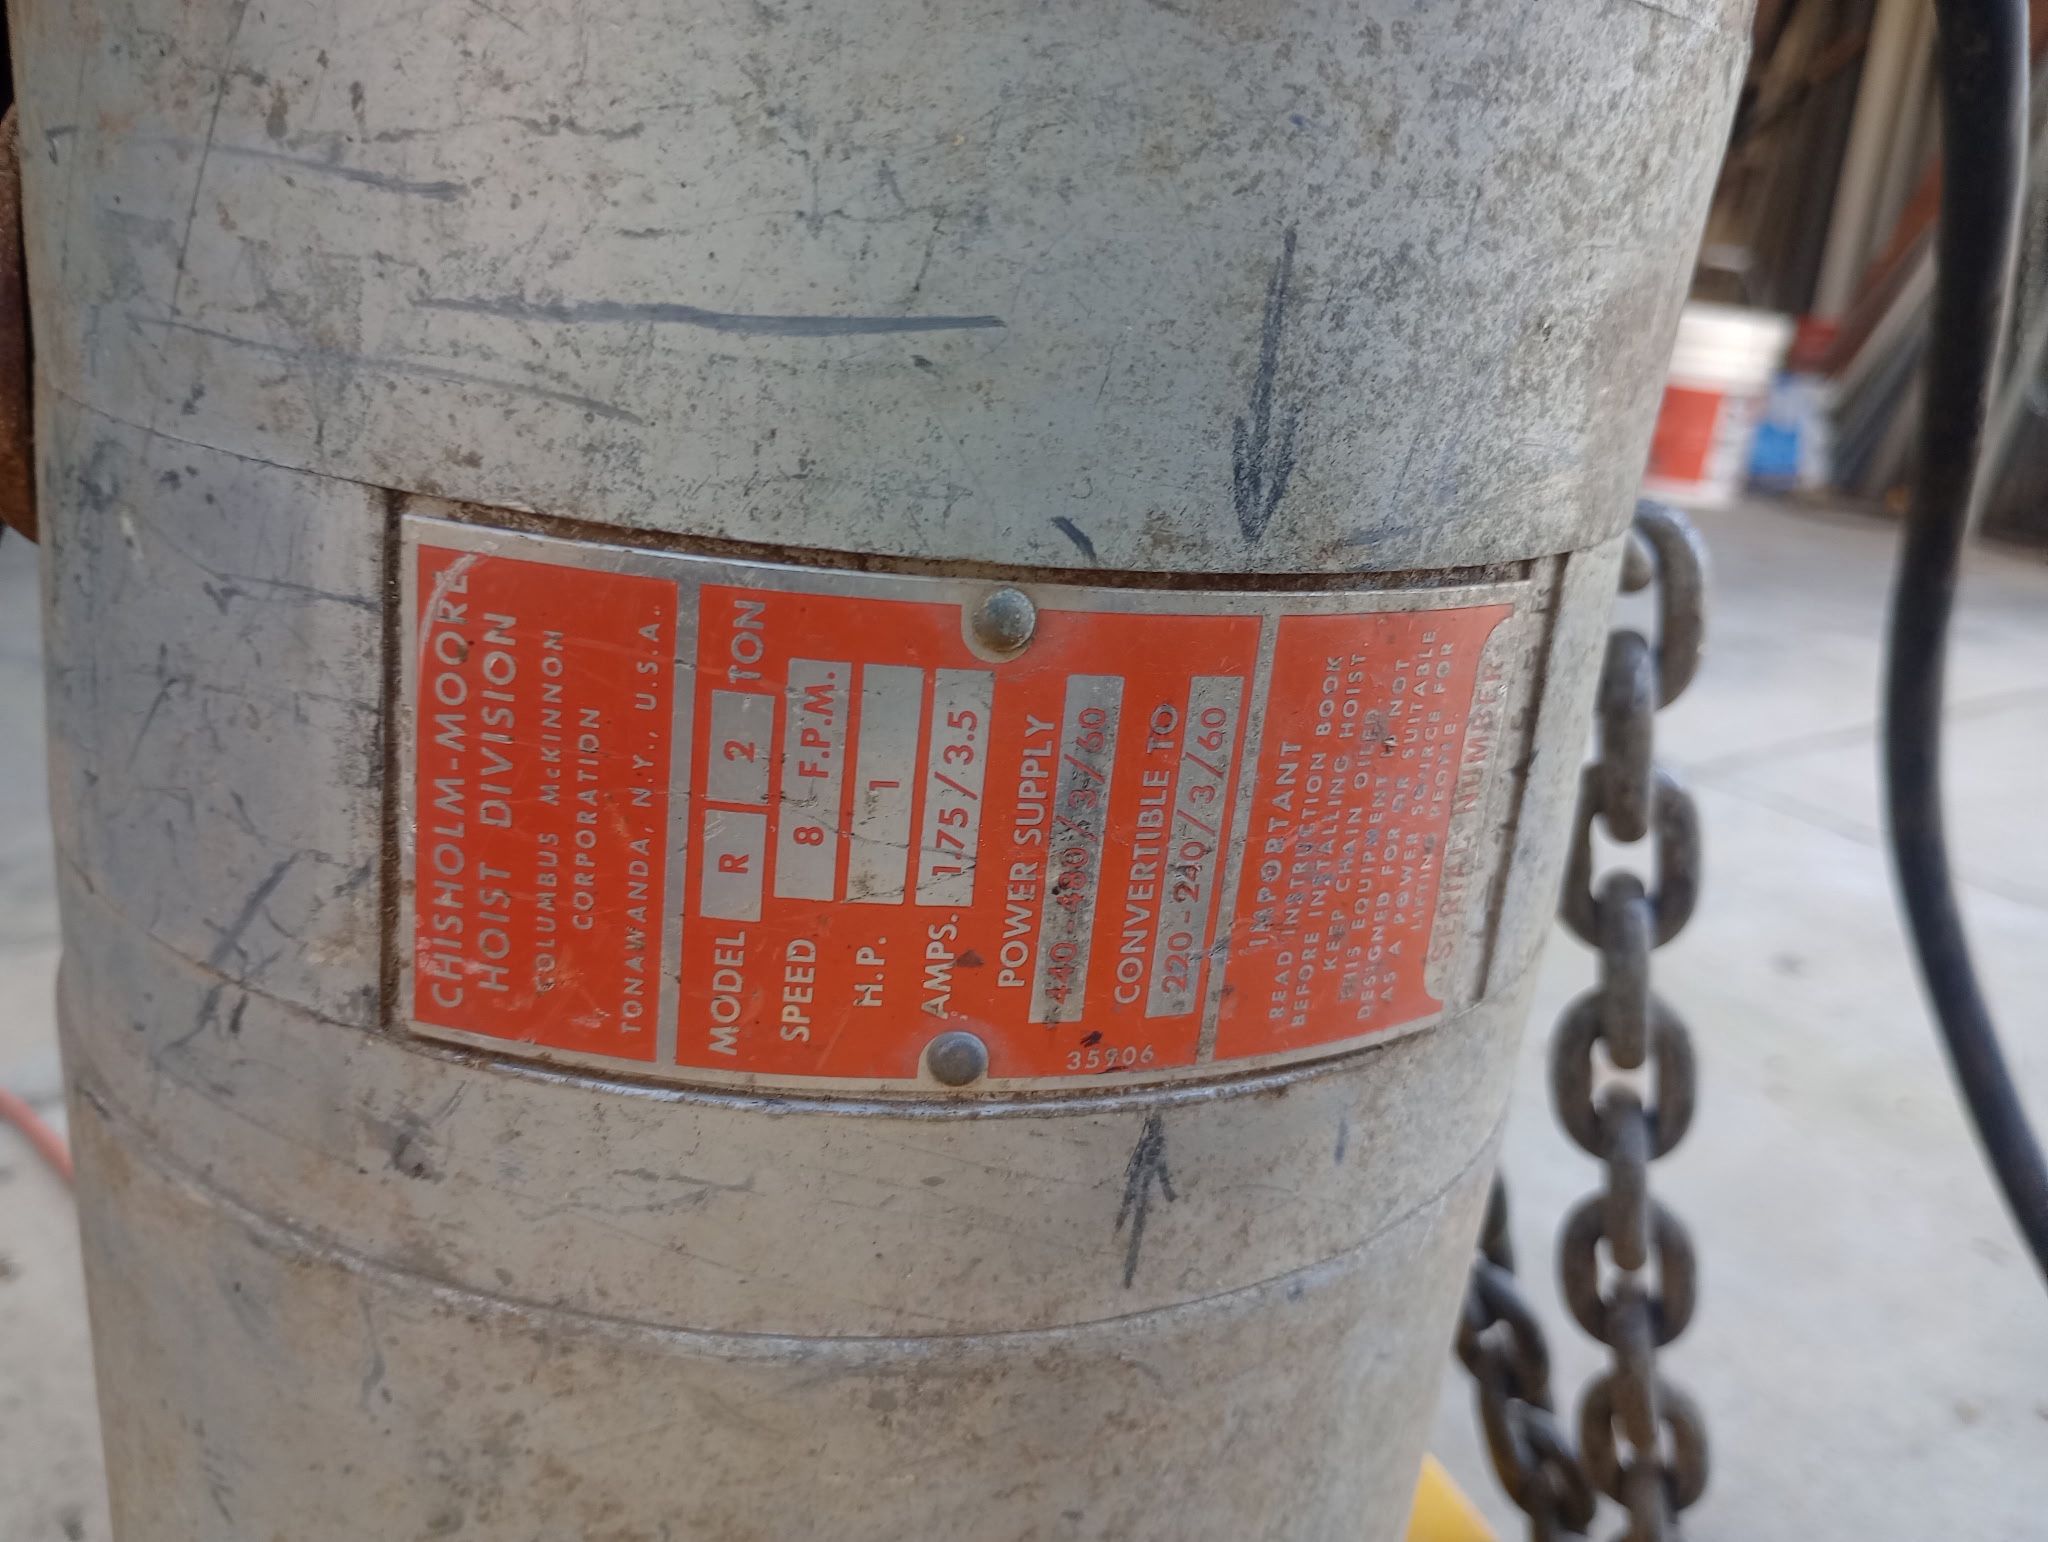 CHISHOLM-MOORE
HOIST DIVISION
COLUMBUS McKINNON
CORPORATION
TONAWANDA, N.Y., U.S.A.
MODEL R 2 TON
SPEED 8 F.P.M.
H.P. 1
AMPS. 1.75/3.5
POWER SUPPLY
440-480/3/60
CONVERTIBLE TO
220-240/3/60
35906
IMPORTANT
READ INSTRUCTION BOOK
BEFORE INSTALLING HOIST.
KEEP CHAIN OILED.
THIS EQUIPMENT IS NOT
DESIGNED FOR OR SUITABLE
AS A POWER SOURCE FOR
LIFTING PEOPLE.
SERIAL NUMBER